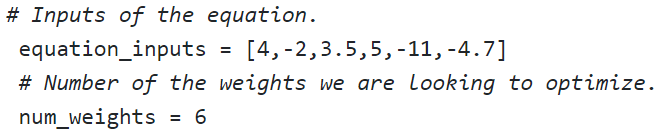 # Inputs of the equation.
equation_inputs = [4,-2,3.5,5,-11,-4.7]
# Number of the weights we are looking to optimize.
num_weights = 6